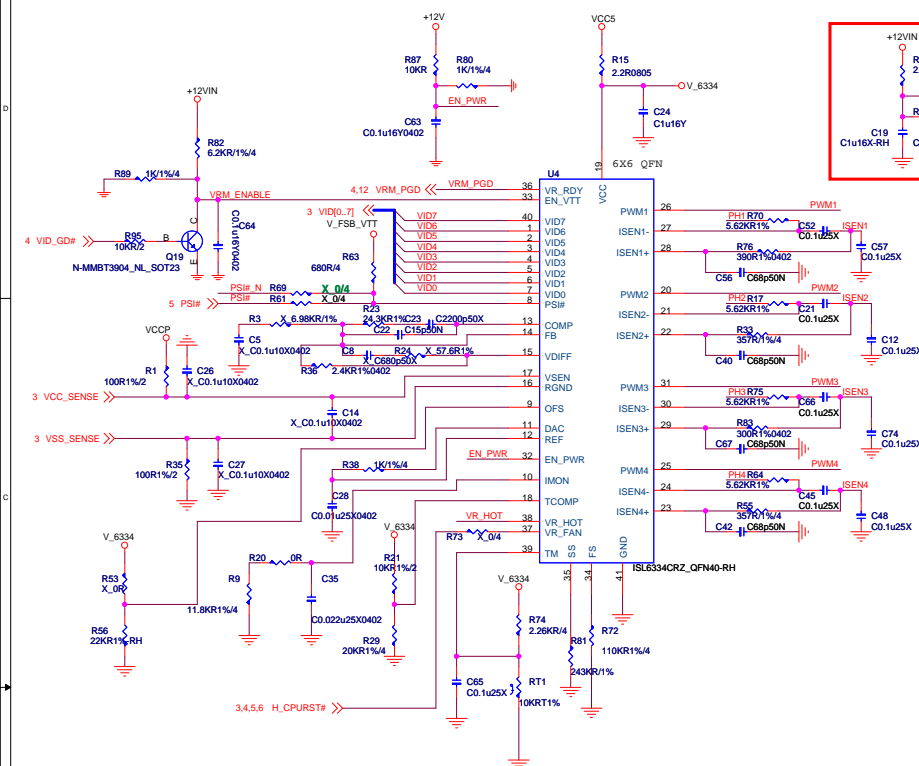 +12V
VCC5
+12VIN
R87
10KR
R80
1K/1%/4
EN_PWR
C63
C0.1u16Y0402
R15
2.2R0805
V_6334
C24
C1u16Y
C19
C1u16X-RH
D
+12VIN
R82
6.2KR/1%/4
R89 1K/1%/4
VRM_ENABLE
4 VID_GD#
R95
10KR/2
B
C
E
Q19
N-MMBT3904_NL_SOT23
C64
C0.1u16Y0402
4,12 VRM_PGD
VRM_PGD
3 VID[0..7]
V_FSB_VTT
VID7
VID6
VID5
VID4
VID3
VID2
VID1
VID0
R63
680R/4
PSI#_N R69 X_0/4
PSI# R61 X_0/4
5 PSI#
R3 X_6.98KR/1%
R23
24.3KR1%
C23 C2200p50X
C22 C15p50N
C5
X_C0.1u10X0402
C8
X_C680p50X
R24 X_57.6R1%
R36 2.4KR1%0402
VCCP
R1
100R1%/2
C26
X_C0.1u10X0402
3 VCC_SENSE
C14
X_C0.1u10X0402
3 VSS_SENSE
R35
100R1%/2
C27
X_C0.1u10X0402
EN_PWR
R38 1K/1%/4
C28
C0.01u25X0402
C
VR_HOT
R73 X_0/4
V_6334
R53
X_0R
R56
22KR1%-RH
R20 0R
R9
11.8KR1%/4
C35
C0.022u25X0402
V_6334
R21
10KR1%/2
R29
20KR1%/4
V_6334
R74
2.26KR/4
C65
C0.1u25X
RT1
10KRT1%
R81
243KR/1%
R72
110KR1%/4
3,4,5,6 H_CPURST#
U4
6X6 QFN
19
VCC
36 VR_RDY
33 EN_VTT
40 VID7
1 VID6
2 VID5
3 VID4
4 VID3
5 VID2
6 VID1
7 VID0
8 PSI#
13 COMP
14 FB
15 VDIFF
17 VSEN
16 RGND
9 OFS
11 DAC
12 REF
32 EN_PWR
10 IMON
18 TCOMP
38 VR_HOT
37 VR_FAN
39 TM
SS
FS
GND
35
34
41
ISL6334CRZ_QFN40-RH
PWM1 26 PWM1
ISEN1- 27
ISEN1+ 28
PH1 R70
5.62KR1%
C52
C0.1u25X
ISEN1
R76
390R1%/4
C57
C0.1u25X
C56 C68p50N
PWM2 20 PWM2
ISEN2- 21
ISEN2+ 22
PH2 R17
5.62KR1%
C21
C0.1u25X
ISEN2
R33
357R/1%/4
C12
C0.1u25X
C40 C68p50N
PWM3 31 PWM3
ISEN3- 30
ISEN3+ 29
PH3 R75
5.62KR1%
C66
C0.1u25X
ISEN3
R83
300R1%0402
C74
C0.1u25X
C67 C68p50N
PWM4 25 PWM4
ISEN4- 24
ISEN4+ 23
PH4 R64
5.62KR1%
C45
C0.1u25X
ISEN4
R55
357R/1%/4
C48
C0.1u25X
C42 C68p50N